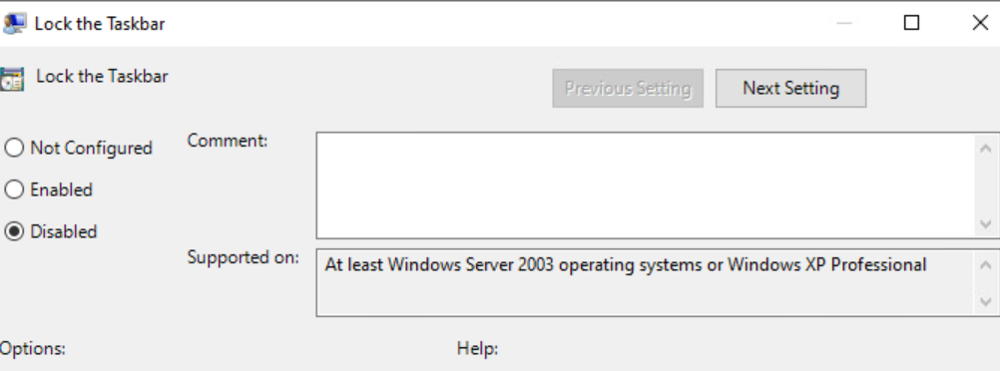 Lock the Taskbar
Lock the Taskbar
Previous Setting
Next Setting
Not Configured
Comment:
Enabled
Disabled
Supported on:
At least Windows Server 2003 operating systems or Windows XP Professional
Options:
Help: